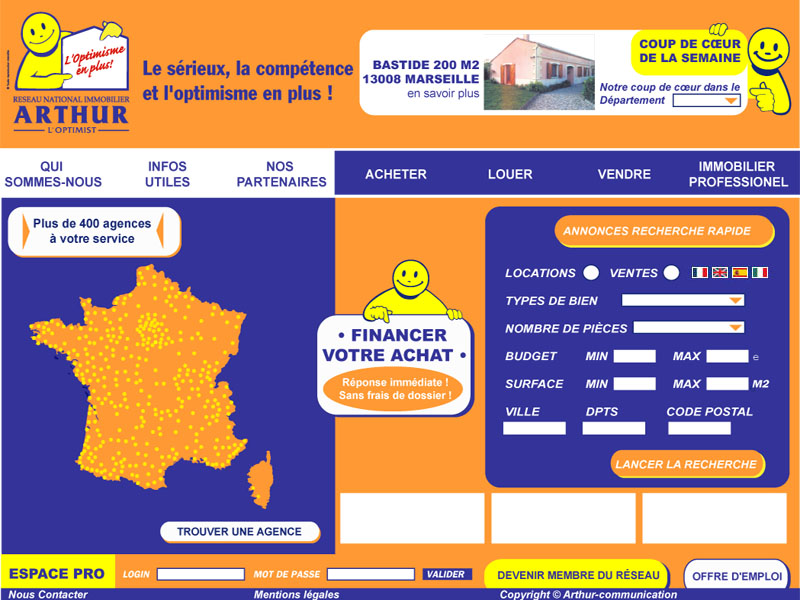 L'Optimisme
en plus!
RESEAU NATIONAL IMMOBILIER
ARTHUR
L'OPTIMIST
Le sérieux, la compétence
et l'optimisme en plus !
BASTIDE 200 M2
13008 MARSEILLE
en savoir plus
COUP DE CŒUR
DE LA SEMAINE
Notre coup de cœur dans le
Département
QUI
SOMMES-NOUS
INFOS
UTILES
NOS
PARTENAIRES
ACHETER
LOUER
VENDRE
IMMOBILIER
PROFESSIONEL
Plus de 400 agences
à votre service
TROUVER UNE AGENCE
• FINANCER
VOTRE ACHAT •
Réponse immédiate !
Sans frais de dossier !
ANNONCES RECHERCHE RAPIDE
LOCATIONS VENTES
TYPES DE BIEN
NOMBRE DE PIÈCES
BUDGET MIN MAX e
SURFACE MIN MAX M2
VILLE DPTS CODE POSTAL
LANCER LA RECHERCHE
ESPACE PRO LOGIN MOT DE PASSE VALIDER
DEVENIR MEMBRE DU RÉSEAU
OFFRE D'EMPLOI
Nous Contacter Mentions légales Copyright © Arthur-communication